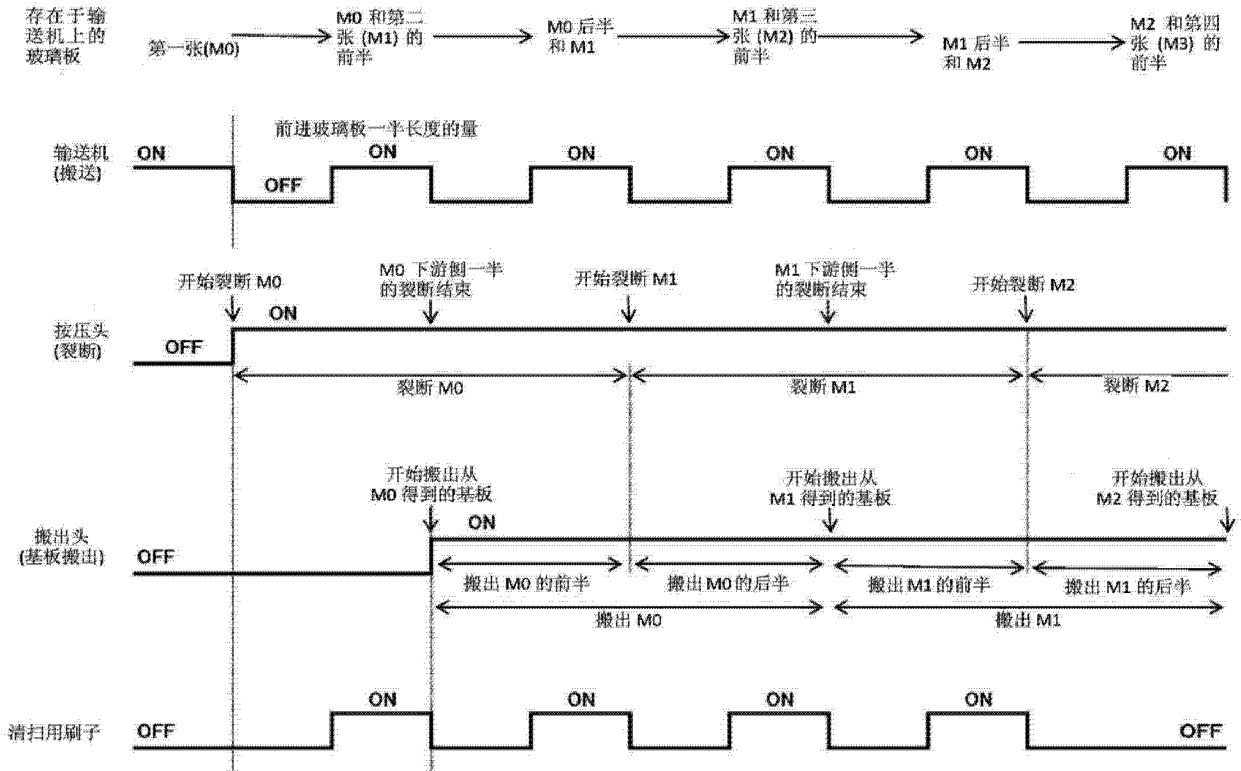 存在于输
送机上的
玻璃板
第一张(M0)
M0 和第二
张 (M1) 的
前半
M0 后半
和 M1
M1 和第三
张 (M2) 的
前半
M1 后半
和 M2
M2 和第四
张 (M3) 的
前半
前进玻璃板一半长度的量
输送机
(搬送)
ON
OFF
ON
ON
ON
ON
ON
开始裂断 M0
M0 下游侧一半
的裂断结束
开始裂断 M1
M1 下游侧一半
的裂断结束
开始裂断 M2
按压头
(裂断)
OFF
ON
裂断 M0
裂断 M1
裂断 M2
开始搬出从
M0 得到的基板
开始搬出从
M1 得到的基板
开始搬出从
M2 得到的基板
搬出头
(基板搬出)
OFF
ON
搬出 M0 的前半
搬出 M0 的后半
搬出 M1 的前半
搬出 M1 的后半
搬出 M0
搬出 M1
清扫用刷子
OFF
ON
ON
ON
ON
OFF